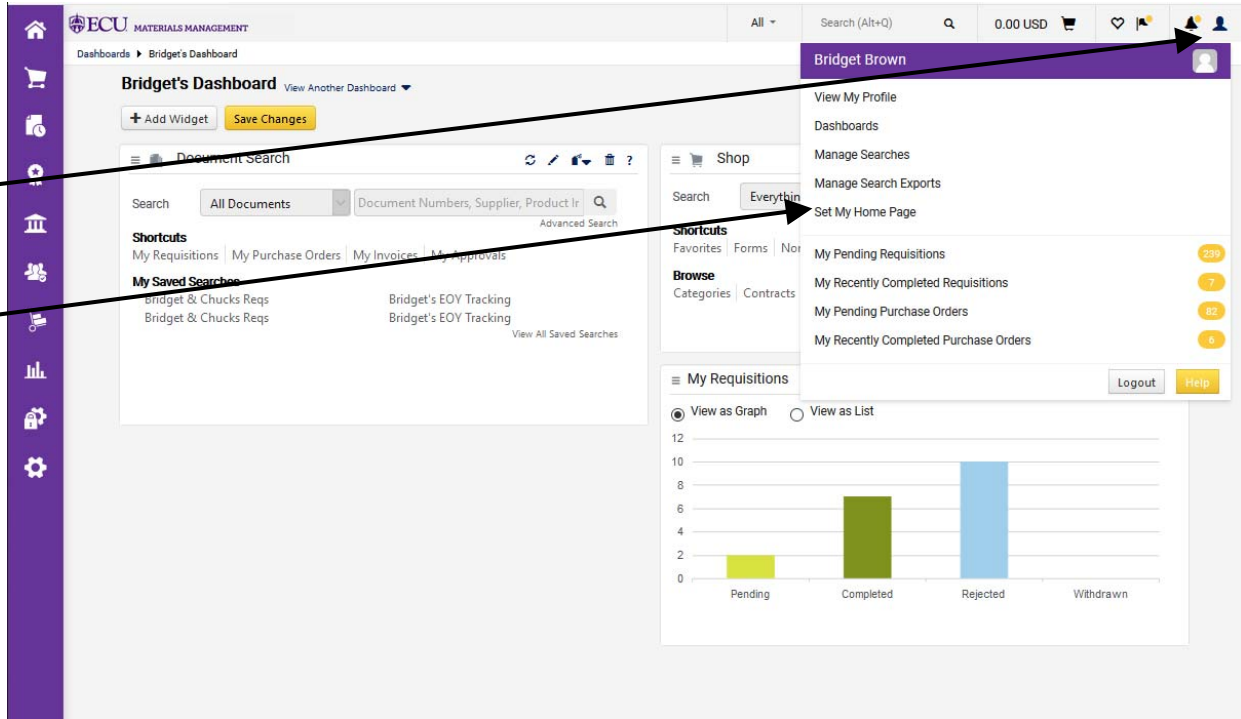 ECU MATERIALS MANAGEMENT
All
Search (Alt+Q)
0.00 USD
Dashboards Bridget's Dashboard
Bridget's Dashboard View Another Dashboard
+ Add Widget Save Changes
Document Search
?
Search All Documents Document Numbers, Supplier, Product Ir
Advanced Search
Shortcuts
My Requisitions My Purchase Orders My Invoices My Approvals
My Saved Searches
Bridget & Chucks Reqs Bridget's EOY Tracking
Bridget & Chucks Reqs Bridget's EOY Tracking
View All Saved Searches
Shop
Search Everythin
Shortcuts
Favorites Forms Nor
Browse
Categories Contracts
Bridget Brown
View My Profile
Dashboards
Manage Searches
Manage Search Exports
Set My Home Page
My Pending Requisitions 239
My Recently Completed Requisitions 7
My Pending Purchase Orders 82
My Recently Completed Purchase Orders 6
Logout Help
My Requisitions
View as Graph View as List
12
10
8
6
4
2
0
Pending Completed Rejected Withdrawn